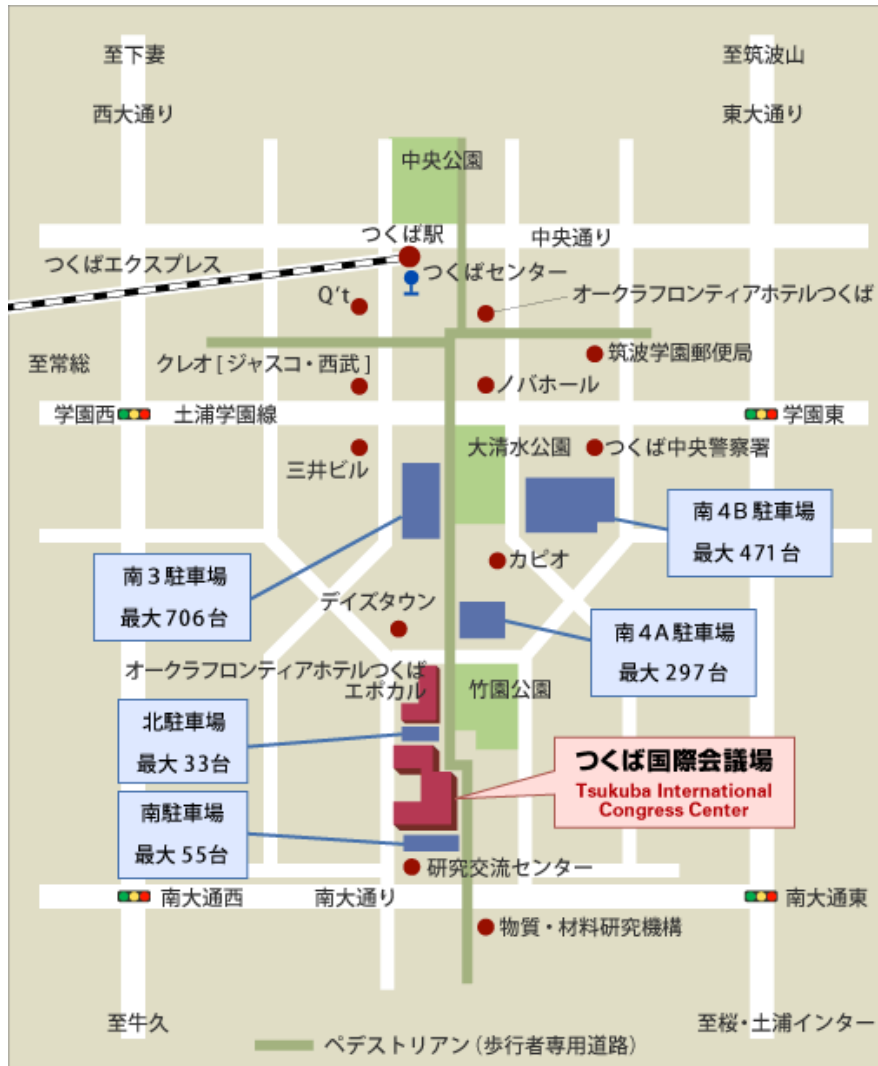 至下妻
至筑波山
西大通り
東大通り
中央公園
つくば駅
中央通り
つくばエクスプレス
つくばセンター
Q't
オークラフロンティアホテルつくば
筑波学園郵便局
至常総
クレオ[ジャスコ・西武]
ノバホール
学園西
土浦学園線
学園東
三井ビル
大清水公園
つくば中央警察署
南4B駐車場
最大471台
南3駐車場
最大706台
カピオ
デイズタウン
南4A駐車場
最大297台
オークラフロンティアホテルつくば
エポカル
竹園公園
北駐車場
最大33台
つくば国際会議場
Tsukuba International
Congress Center
南駐車場
最大55台
研究交流センター
南大通西
南大通り
南大通東
物質・材料研究機構
至牛久
至桜・土浦インター
ペデストリアン(歩行者専用道路)